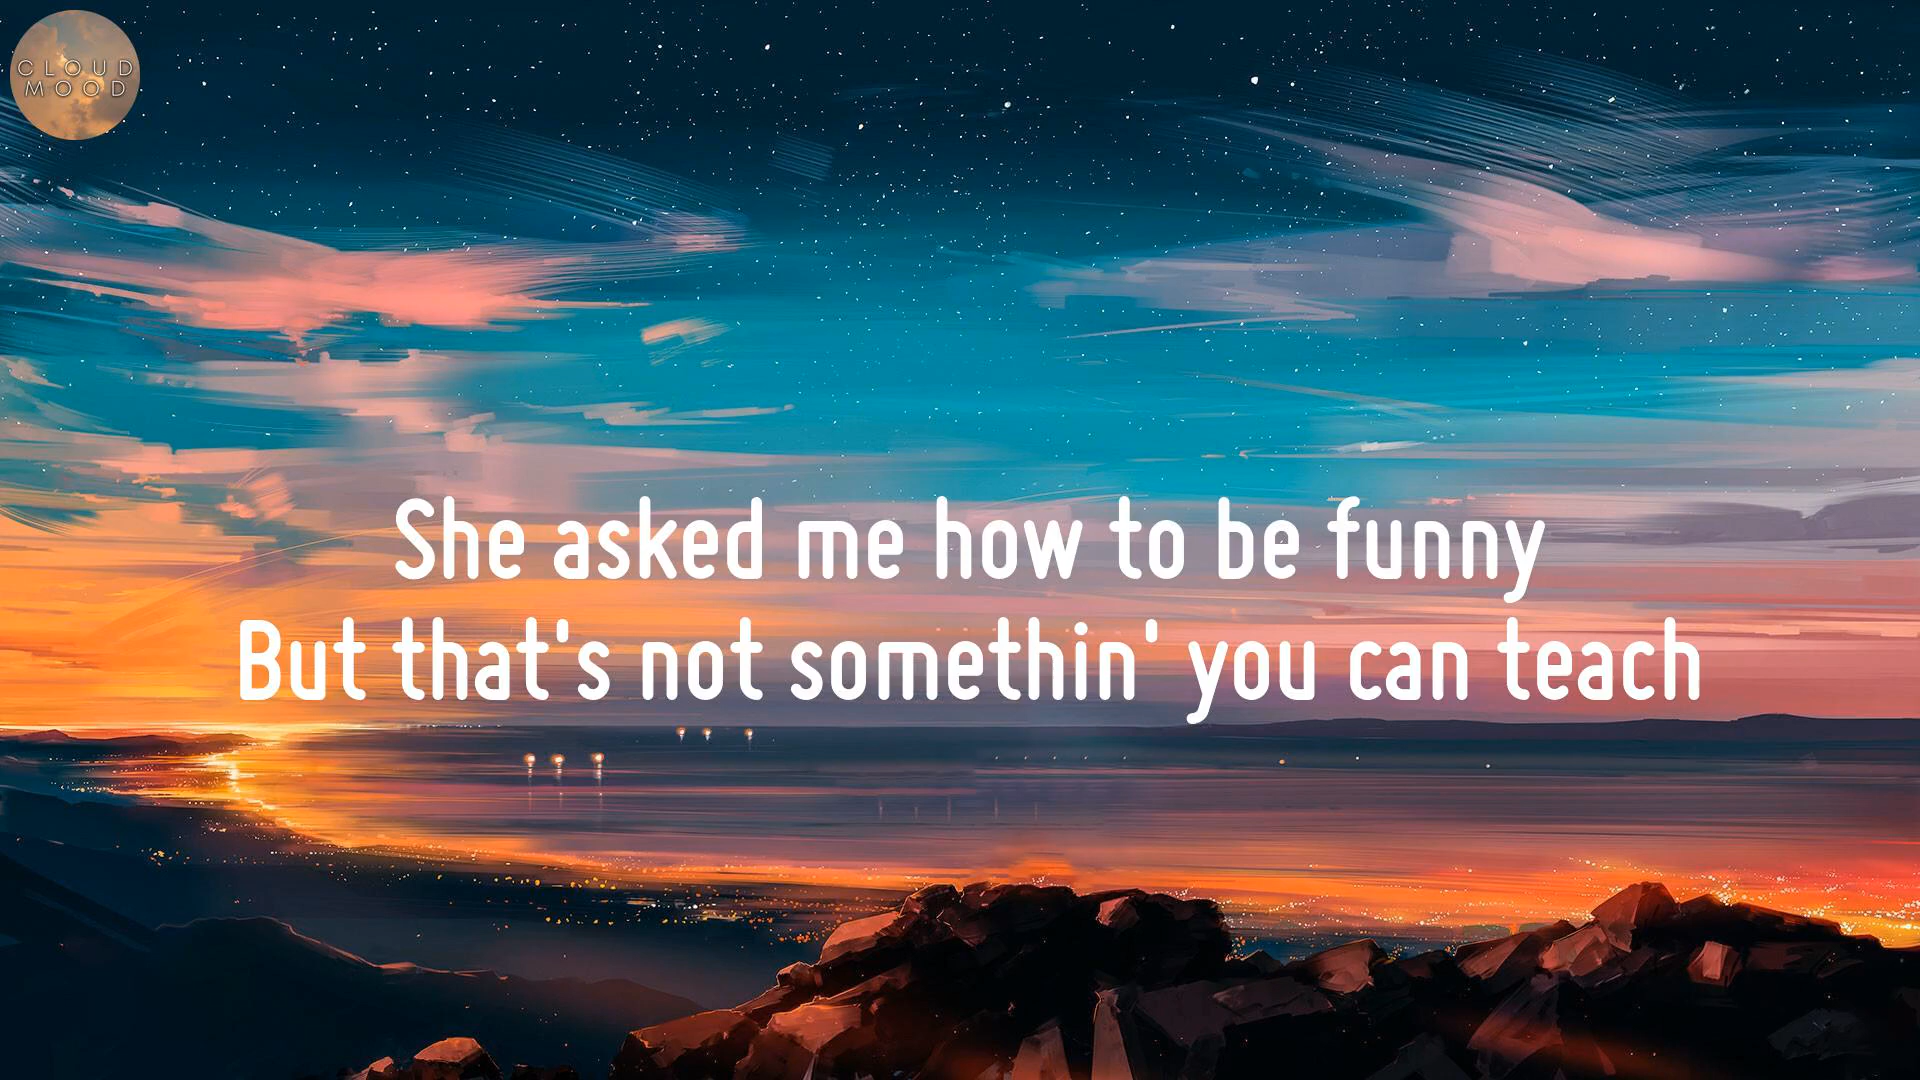 CLOUD
MOOD
She asked me how to be funny
But that's not somethin' you can teach